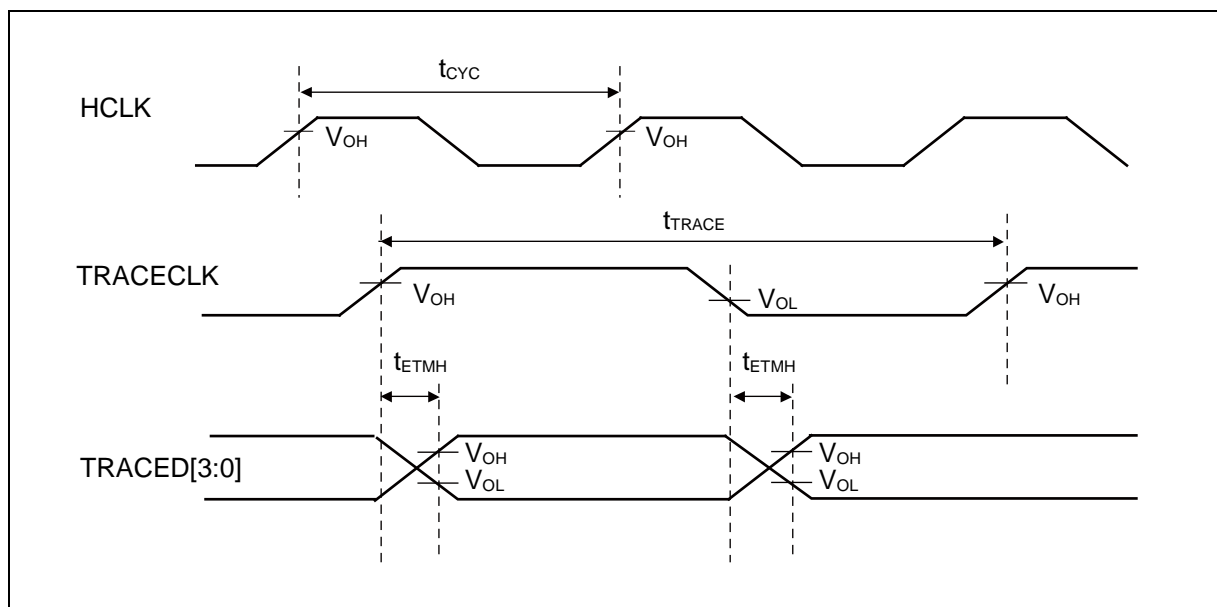 tCYC
HCLK
VOH VOH
tTRACE
TRACECLK
VOH VOL VOH
tETMH tETMH
TRACED[3:0]
VOH VOH
VOL VOL